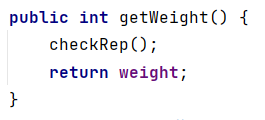 public int getWeight() {
    checkRep();
    return weight;
}